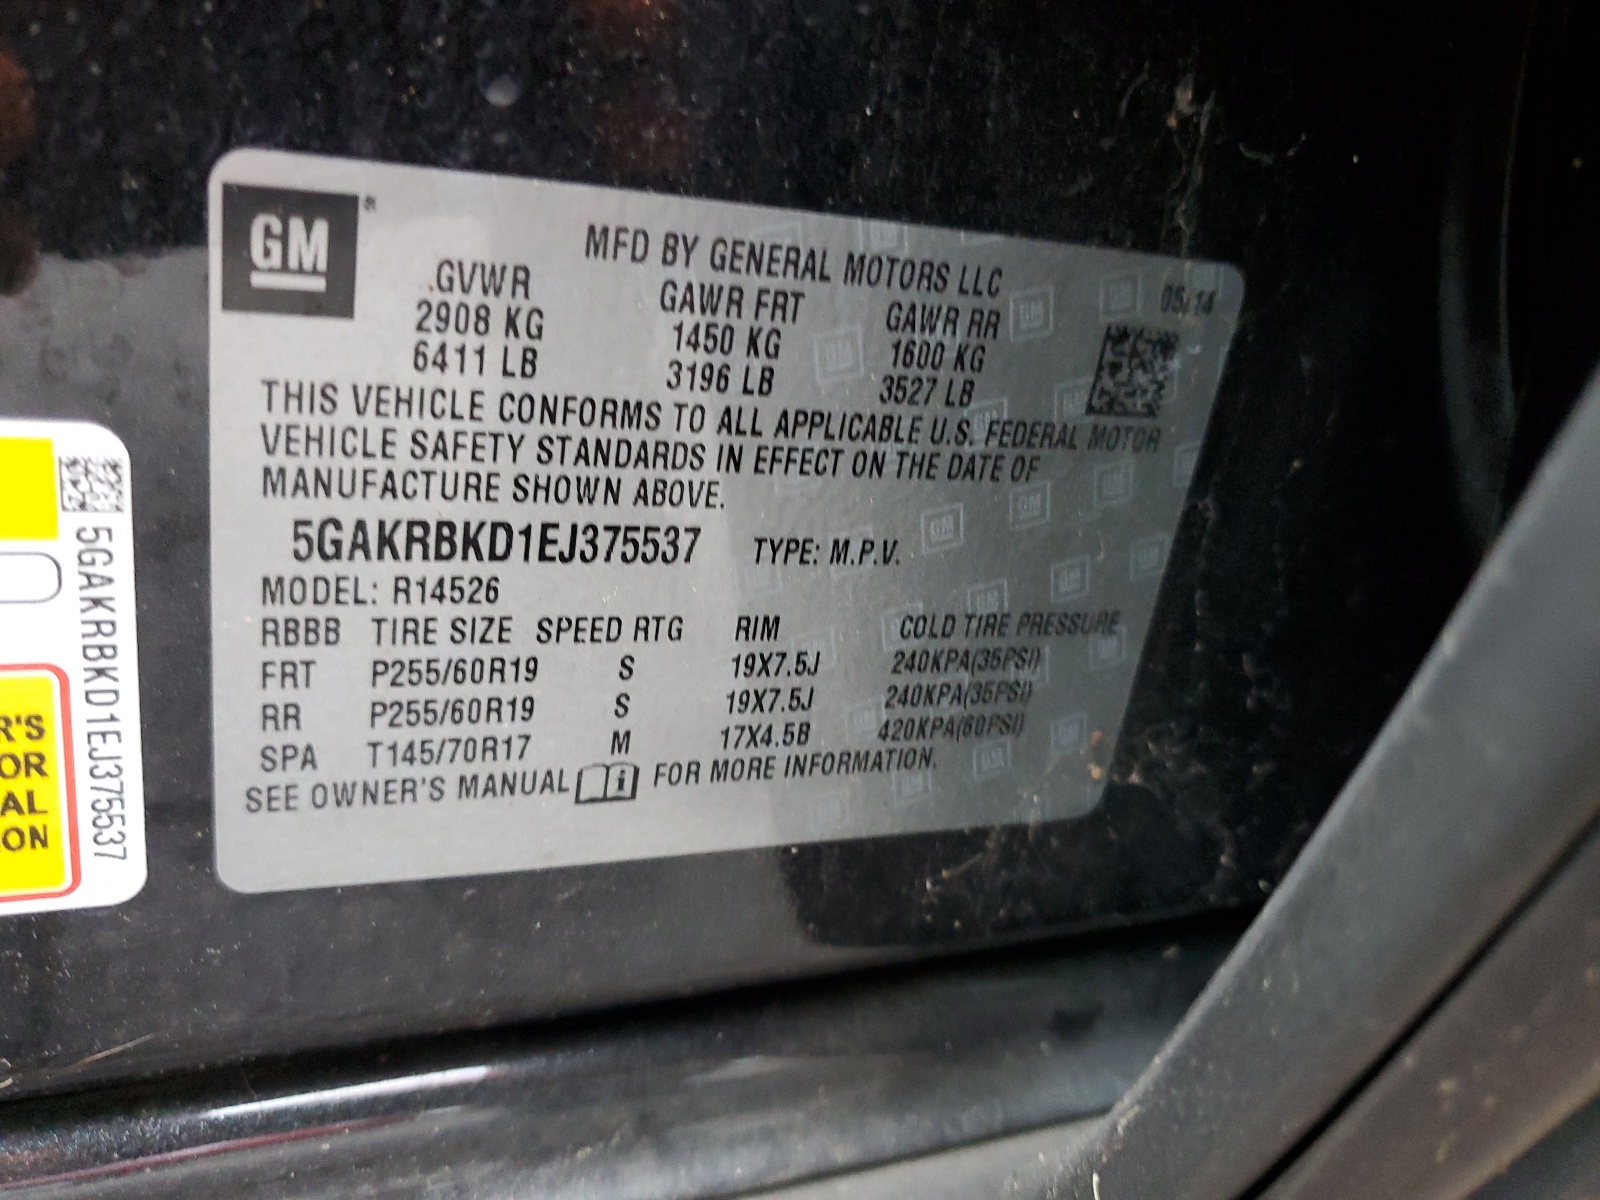 GM
MFD BY GENERAL MOTORS LLC
05/14
GVWR GAWR FRT GAWR RR
2908 KG 1450 KG 1600 KG
6411 LB 3196 LB 3527 LB
THIS VEHICLE CONFORMS TO ALL APPLICABLE U.S. FEDERAL MOTOR
VEHICLE SAFETY STANDARDS IN EFFECT ON THE DATE OF
MANUFACTURE SHOWN ABOVE.
5GAKRBKD1EJ375537 TYPE: M.P.V.
MODEL: R14526
RBBB TIRE SIZE SPEED RTG RIM COLD TIRE PRESSURE
FRT P255/60R19 S 19X7.5J 240KPA(35PSI)
RR P255/60R19 S 19X7.5J 240KPA(35PSI)
SPA T145/70R17 M 17X4.5B 420KPA(60PSI)
SEE OWNER'S MANUAL i FOR MORE INFORMATION.
5GAKRBKD1EJ375537
R'S
OR
AL
ON